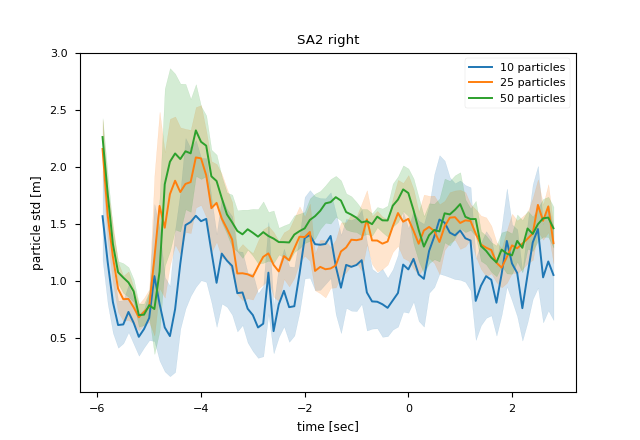 SA2 right
3.0
2.5
2.0
1.5
1.0
0.5
particle std [m]
10 particles
25 particles
50 particles
−6
−4
−2
0
2
time [sec]